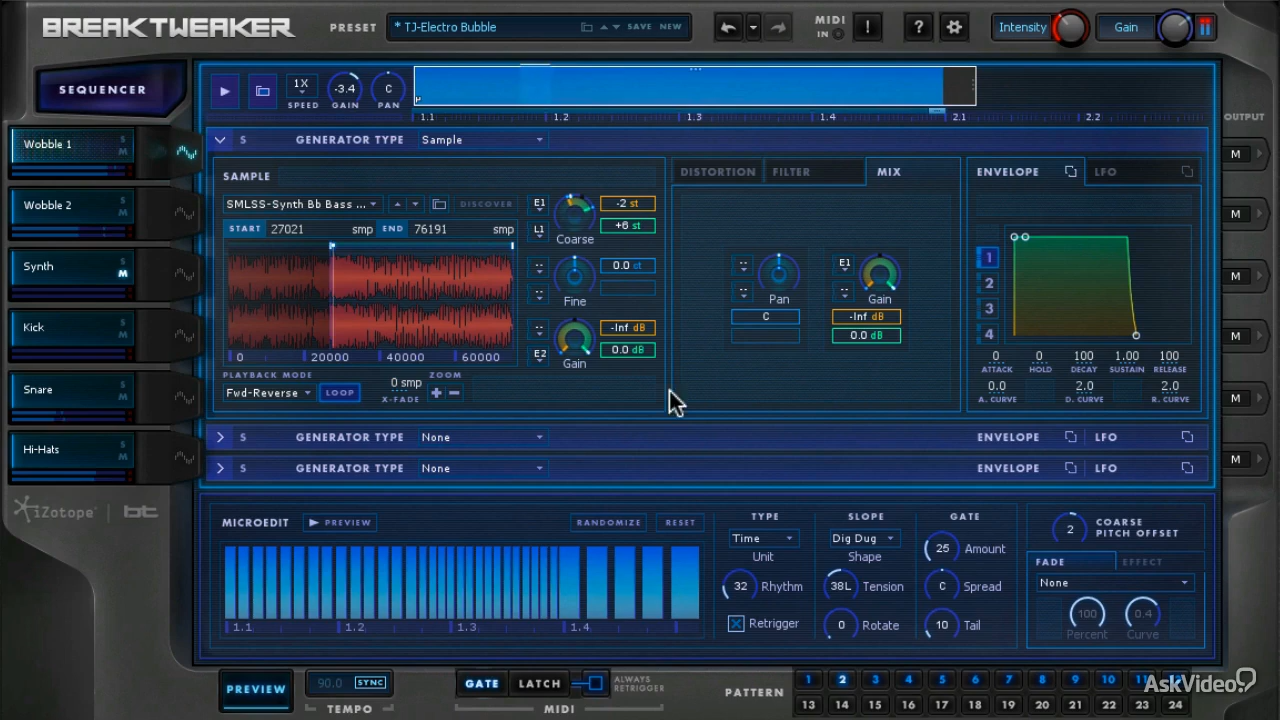 BREAKTWEAKER PRESET * TJ-Electro Bubble SAVE NEW MIDI IN ! ? Intensity Gain
SEQUENCER
1X SPEED -3.4 GAIN C PAN
1.1 1.2 1.3 1.4 2.1 2.2
OUTPUT
Wobble 1 S M
Wobble 2 S M
Synth S M
Kick S M
Snare S M
Hi-Hats S M
iZotope | bt
S GENERATOR TYPE Sample
SAMPLE
SMLSS-Synth Bb Bass ... DISCOVER
START 27021 smp END 76191 smp
0 20000 40000 60000
PLAYBACK MODE ZOOM
Fwd-Reverse LOOP 0 smp X-FADE + -
E1 L1 Coarse -2 st +6 st
-- -- Fine 0.0 ct
-- E2 Gain -Inf dB 0.0 dB
DISTORTION FILTER MIX
-- -- Pan C
E1 -- Gain -Inf dB 0.0 dB
ENVELOPE LFO
1
2
3
4
0 0 100 1.00 100
ATTACK HOLD DECAY SUSTAIN RELEASE
0.0 2.0 2.0
A. CURVE D. CURVE R. CURVE
M
M
M
M
M
M
S GENERATOR TYPE None ENVELOPE LFO
S GENERATOR TYPE None ENVELOPE LFO
MICROEDIT PREVIEW RANDOMIZE RESET
1.1 1.2 1.3 1.4
TYPE SLOPE GATE
Time Unit Dig Dug Shape 25 Amount
32 Rhythm 38L Tension C Spread
Retrigger 0 Rotate 10 Tail
2 COARSE PITCH OFFSET
FADE EFFECT
None
100 Percent 0.4 Curve
PREVIEW
90.0 SYNC
TEMPO
GATE LATCH ALWAYS RETRIGGER
MIDI
PATTERN
1 2 3 4 5 6 7 8 9 10 11 12
13 14 15 16 17 18 19 20 21 22 23 24
AskVideo